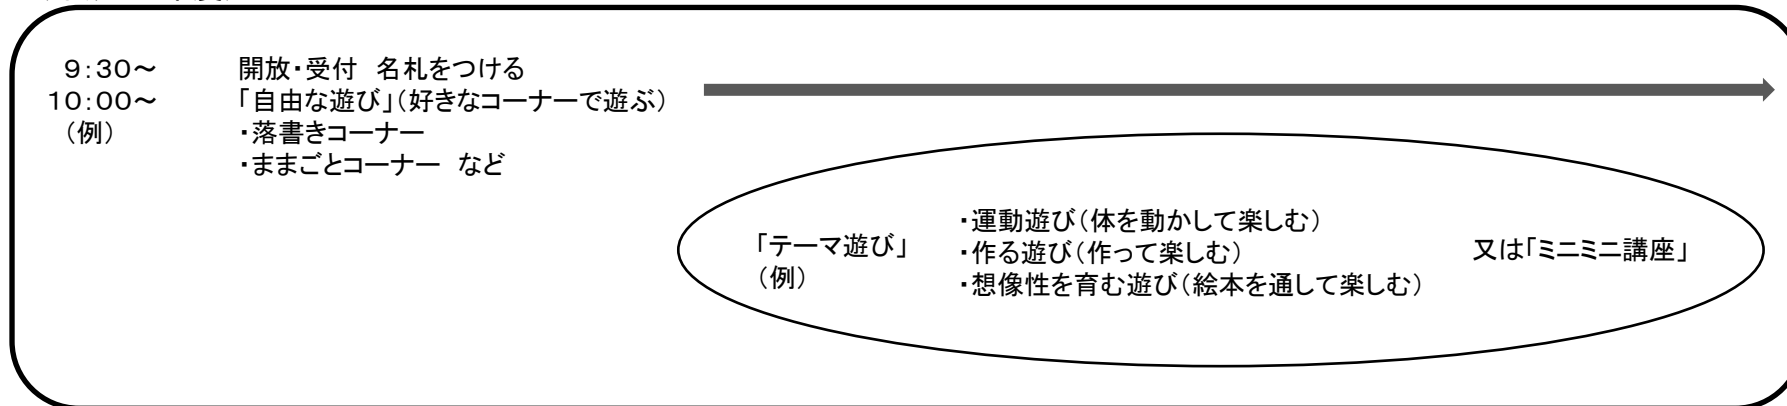 ９：３０～　開放・受付　名札をつける
１０：００～　「自由な遊び」（好きなコーナーで遊ぶ）
（例）　・落書きコーナー
・ままごとコーナー　など
「テーマ遊び」
（例）
・運動遊び（体を動かして楽しむ）
・作る遊び（作って楽しむ）
・想像性を育む遊び（絵本を通して楽しむ）
又は「ミニミニ講座」